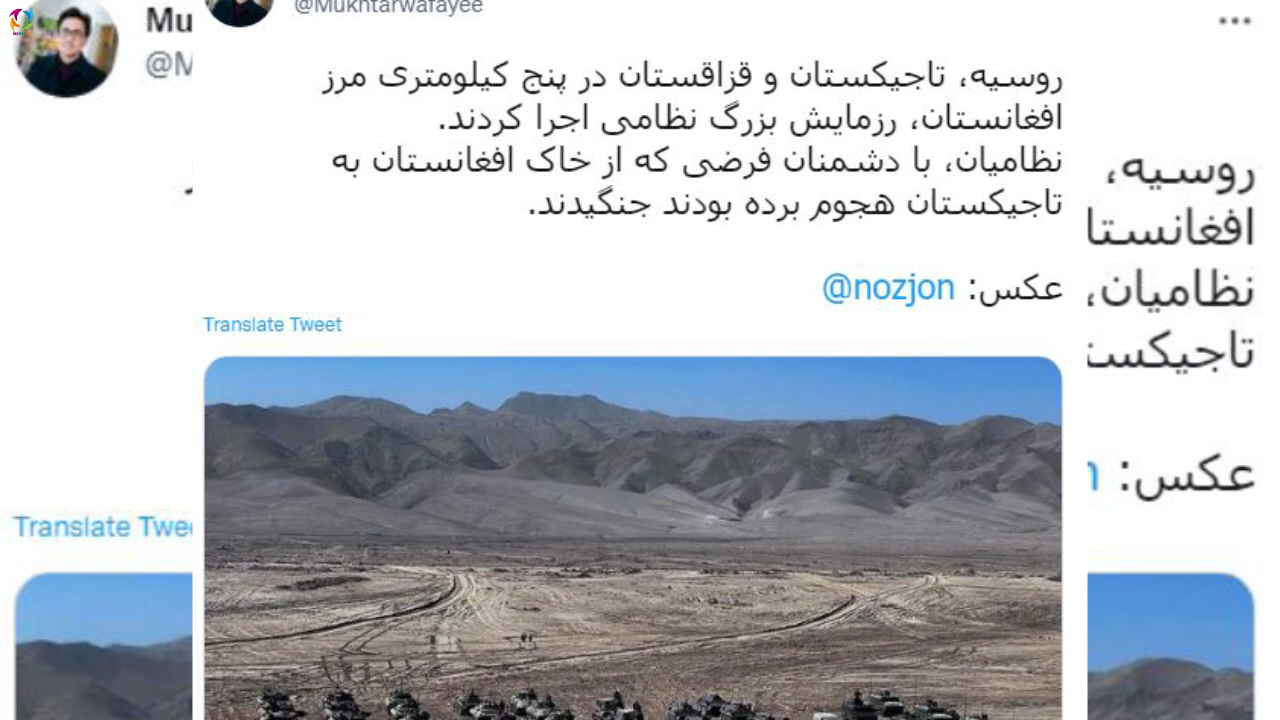 Mu
@M
@Mukhtarwafayee
روسیه، تاجیکستان و قزاقستان در پنج کیلومتری مرز
افغانستان، رزمایش بزرگ نظامی اجرا کردند.
نظامیان، با دشمنان فرضی که از خاک افغانستان به
تاجیکستان هجوم برده بودند جنگیدند.
عکس: @nozjon
Translate Tweet
روسیه،
افغانستا
نظامیان،
تاجیکست
عکس:
Translate Twee